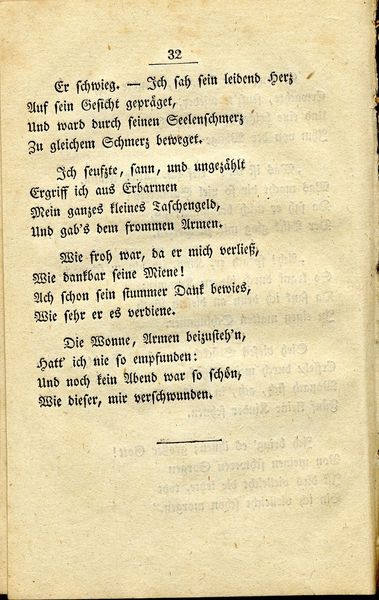 32
Er schwieg. — Ich sah sein leidend Herz
Auf sein Gesicht gepräget,
Und ward durch seinen Seelenschmerz
Zu gleichem Schmerz beweget.
Ich seufzte, sann, und ungezählt
Ergriff ich aus Erbarmen
Mein ganzes kleines Taschengeld,
Und gab's dem frommen Armen.
Wie froh war, da er mich verließ,
Wie dankbar seine Miene!
Ach schon sein stummer Dank bewies,
Wie sehr er es verdiene.
Die Wonne, Armen beizusteh'n,
Hatt' ich nie so empfunden:
Und noch kein Abend war so schön,
Wie dieser, mir verschwunden.